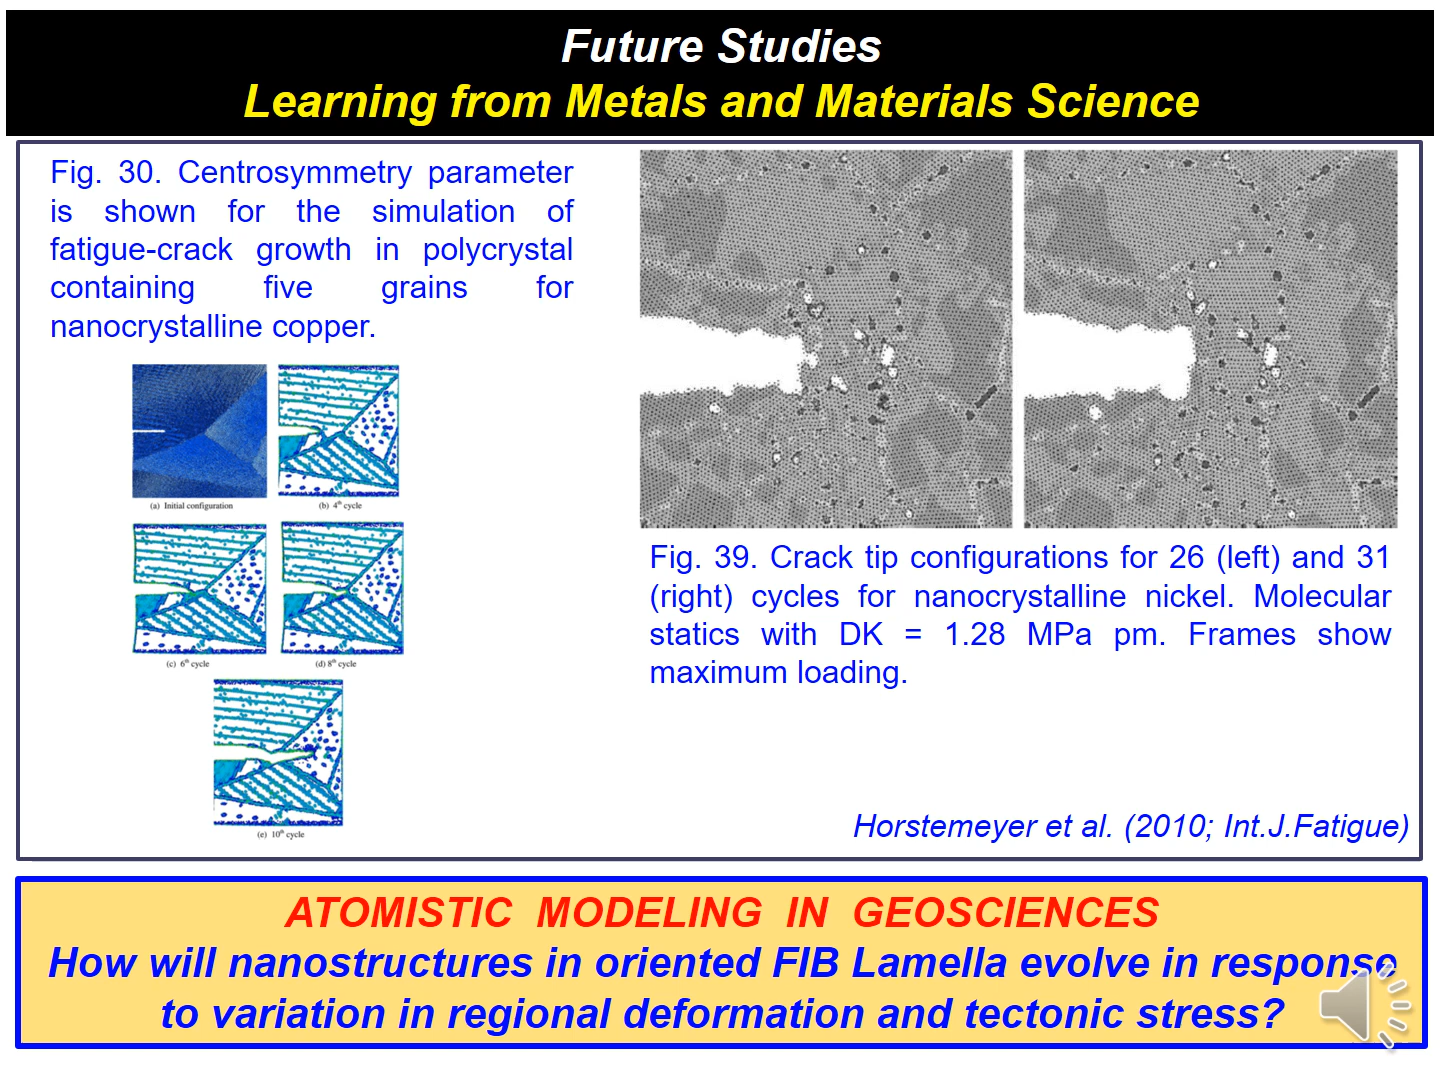 Future Studies
Learning from Metals and Materials Science
Fig. 30. Centrosymmetry parameter
is shown for the simulation of
fatigue-crack growth in polycrystal
containing five grains for
nanocrystalline copper.
(a) Initial configuration
(b) 4th cycle
(c) 6th cycle
(d) 8th cycle
(e) 10th cycle
Fig. 39. Crack tip configurations for 26 (left) and 31
(right) cycles for nanocrystalline nickel. Molecular
statics with DK = 1.28 MPa pm. Frames show
maximum loading.
Horstemeyer et al. (2010; Int.J.Fatigue)
ATOMISTIC MODELING IN GEOSCIENCES
How will nanostructures in oriented FIB Lamella evolve in response
to variation in regional deformation and tectonic stress?